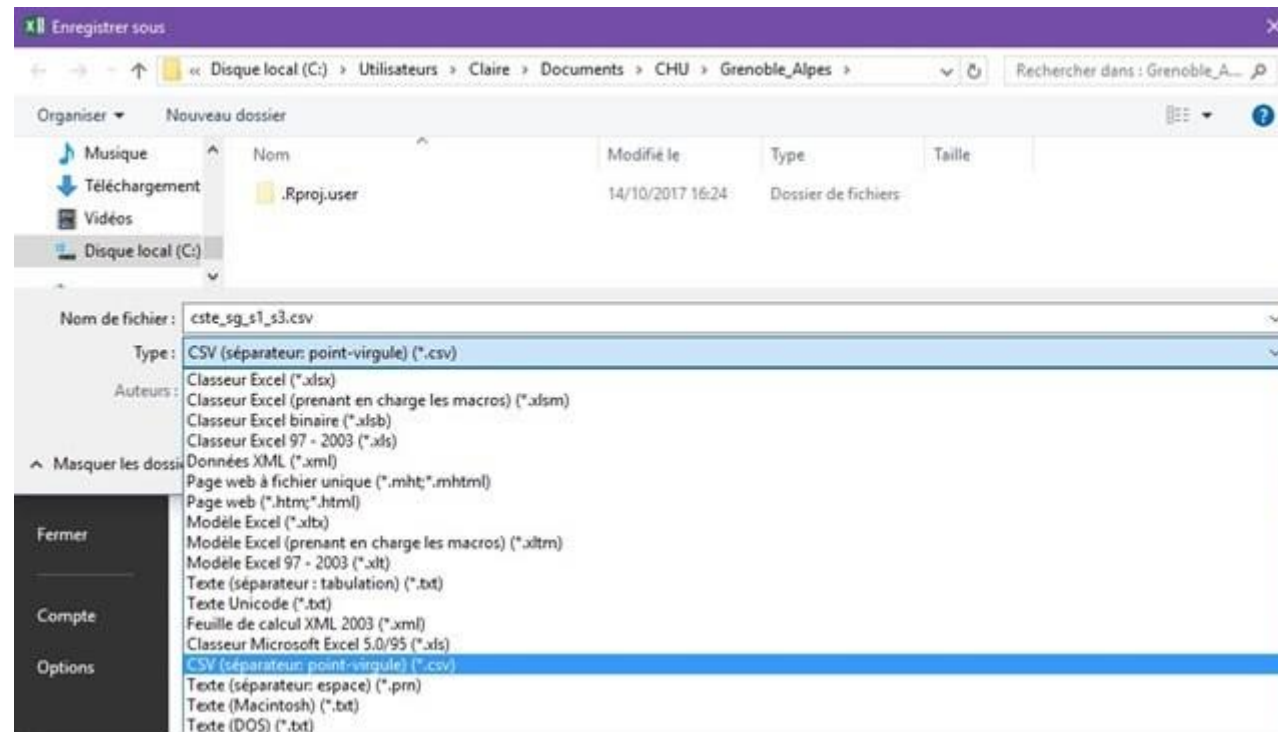 Enregistrer sous
« Disque local (C:) › Utilisateurs › Claire › Documents › CHU › Grenoble_Alpes ›
Rechercher dans : Grenoble_A...
Organiser
Nouveau dossier
Musique
Téléchargement
Vidéos
Disque local (C:)
Nom
Modifié le
Type
Taille
.Rproj.user
14/10/2017 16:24
Dossier de fichiers
Nom de fichier : cste_sg_s1_s3.csv
Type : CSV (séparateur: point-virgule) (*.csv)
Auteurs :
Classeur Excel (*.xlsx)
Classeur Excel (prenant en charge les macros) (*.xlsm)
Classeur Excel binaire (*.xlsb)
Classeur Excel 97 - 2003 (*.xls)
Masquer les dossi
Données XML (*.xml)
Page web à fichier unique (*.mht;*.mhtml)
Page web (*.htm;*.html)
Modèle Excel (*.xltx)
Modèle Excel (prenant en charge les macros) (*.xltm)
Modèle Excel 97 - 2003 (*.xlt)
Texte (séparateur : tabulation) (*.txt)
Texte Unicode (*.txt)
Feuille de calcul XML 2003 (*.xml)
Classeur Microsoft Excel 5.0/95 (*.xls)
CSV (séparateur: point-virgule) (*.csv)
Texte (séparateur: espace) (*.prn)
Texte (Macintosh) (*.txt)
Texte (DOS) (*.txt)
Fermer
Compte
Options